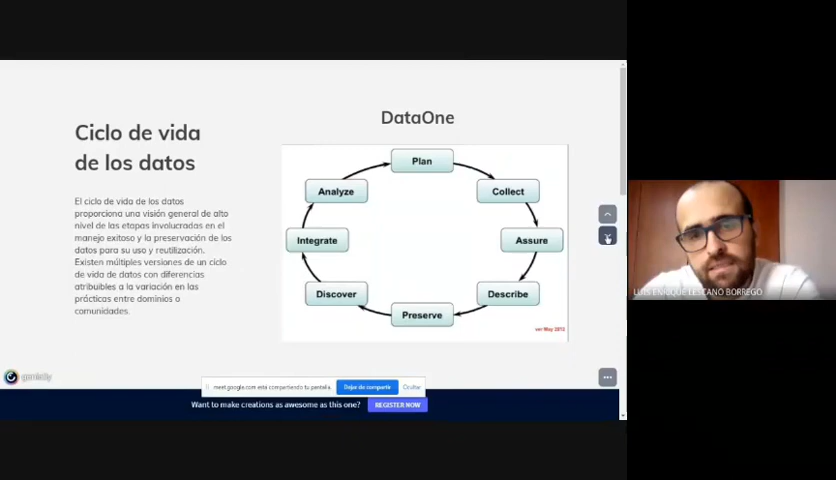 DataOne
Ciclo de vida
de los datos
El ciclo de vida de los datos
proporciona una visión general de alto
nivel de las etapas involucradas en el
manejo exitoso y la preservación de los
datos para su uso y reutilización.
Existen múltiples versiones de un ciclo
de vida de datos con diferencias
atribuibles a la variación en las
prácticas entre dominios o
comunidades.
Plan
Collect
Assure
Describe
Preserve
Discover
Integrate
Analyze
ver May 2012
LUIS ENRIQUE LESCANO BORREGO
genially
meet.google.com está compartiendo tu pantalla.
Dejar de compartir
Ocultar
Want to make creations as awesome as this one?
REGISTER NOW